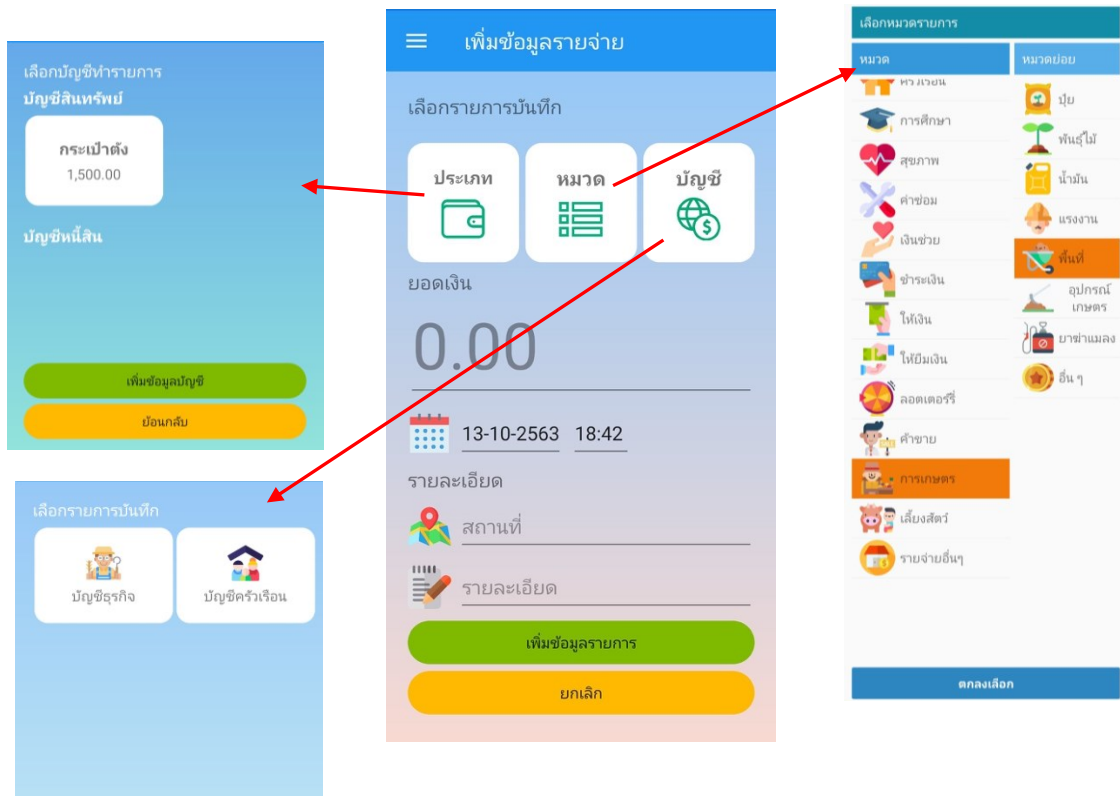 เลือกบัญชีทำรายการ
บัญชีสินทรัพย์
กระเป๋าตัง
1,500.00
บัญชีหนี้สิน
เพิ่มข้อมูลบัญชี
ย้อนกลับ
เลือกรายการบันทึก
บัญชีธุรกิจ
บัญชีครัวเรือน
เพิ่มข้อมูลรายจ่าย
เลือกรายการบันทึก
ประเภท
หมวด
บัญชี
ยอดเงิน
0.00
13-10-2563 18:42
รายละเอียด
สถานที่
รายละเอียด
เพิ่มข้อมูลรายการ
ยกเลิก
เลือกหมวดรายการ
หมวด
ครัวเรือน
การศึกษา
สุขภาพ
ค่าซ่อม
เงินช่วย
ชำระเงิน
ให้เงิน
ให้ยืมเงิน
ลอตเตอร์รี่
ค้าขาย
การเกษตร
เลี้ยงสัตว์
รายจ่ายอื่นๆ
หมวดย่อย
ปุ๋ย
พันธุ์ไม้
น้ำมัน
แรงงาน
พื้นที่
อุปกรณ์
เกษตร
ยาฆ่าแมลง
อื่น ๆ
ตกลงเลือก